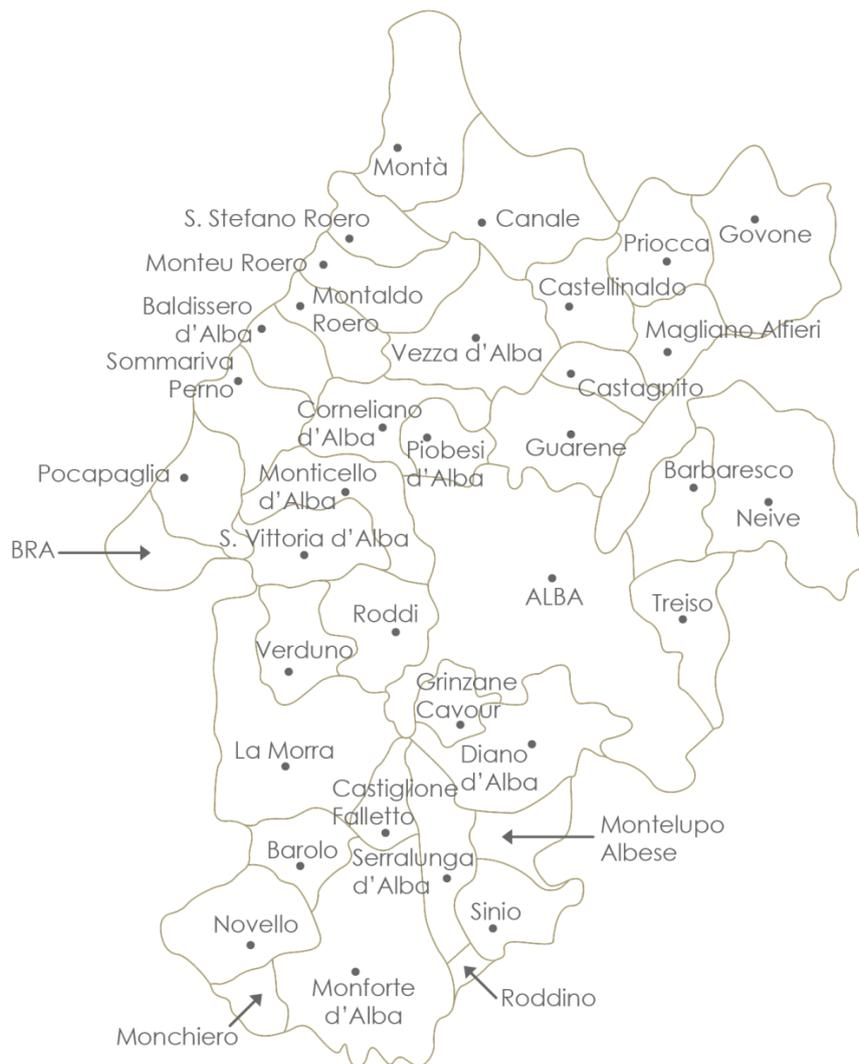 Montà
S. Stefano Roero
Canale
Govone
Priocca
Monteu Roero
Castellinaldo
Montaldo
Roero
Baldissero
d'Alba
Magliano Alfieri
Vezza d'Alba
Sommariva
Perno
Castagnito
Corneliano
d'Alba
Piobesi
d'Alba
Guarene
Pocapaglia
Monticello
d'Alba
Barbaresco
Neive
S. Vittoria d'Alba
BRA
ALBA
Treiso
Roddi
Verduno
Grinzane
Cavour
La Morra
Diano
d'Alba
Castiglione
Falletto
Montelupo
Albese
Barolo
Serralunga
d'Alba
Sinio
Novello
Monforte
d'Alba
Roddino
Monchiero